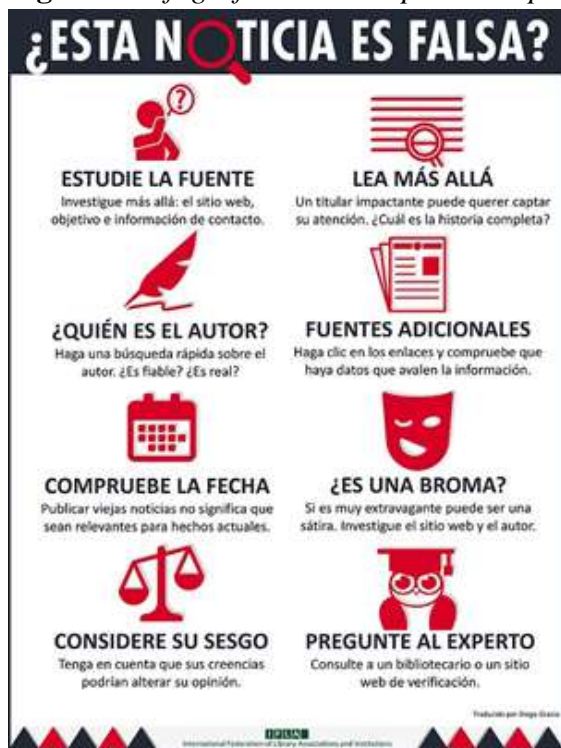 ¿ESTA NOTICIA ES FALSA?
ESTUDIE LA FUENTE
Investigue más allá: el sitio web,
objetivo e información de contacto.
LEA MÁS ALLÁ
Un titular impactante puede querer captar
su atención. ¿Cuál es la historia completa?
¿QUIÉN ES EL AUTOR?
Haga una búsqueda rápida sobre el
autor. ¿Es fiable? ¿Es real?
FUENTES ADICIONALES
Haga clic en los enlaces y compruebe que
haya datos que avalen la información.
COMPRUEBE LA FECHA
Publicar viejas noticias no significa que
sean relevantes para hechos actuales.
¿ES UNA BROMA?
Si es muy extravagante puede ser una
sátira. Investigue el sitio web y el autor.
CONSIDERE SU SESGO
Tenga en cuenta que sus creencias
podrían alterar su opinión.
PREGUNTE AL EXPERTO
Consulte a un bibliotecario o un sitio
web de verificación.
Traducido por Diego Gracia
IFLA
International Federation of Library Associations and Institutions